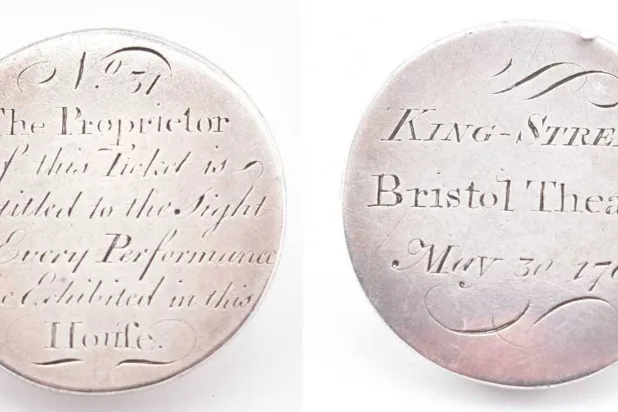 No. 31
The Proprietor
of this Ticket is
titled to the Sight
Every Performance
e Exhibited in this
House.
KING-STRE
Bristol Thea
May 30 17